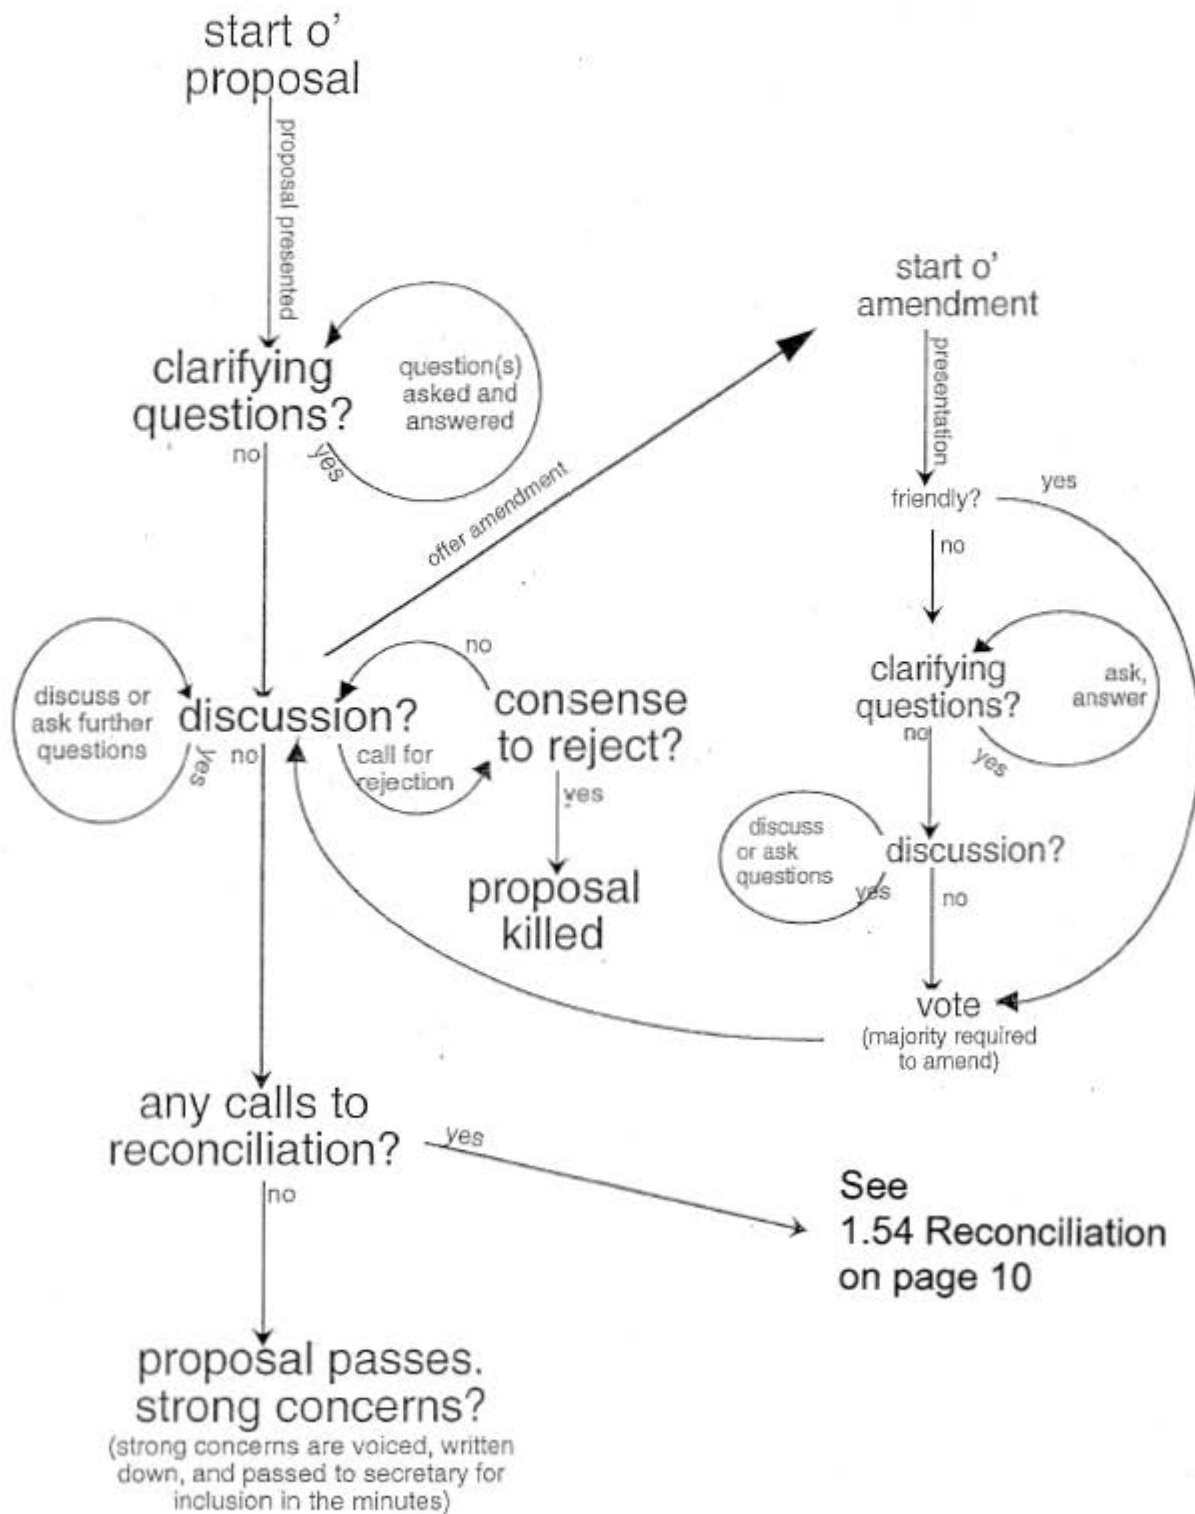 start o’
proposal
proposal presented
clarifying
questions?
question(s)
asked and
answered
no
yes
offer amendment
discuss or
ask further
questions
yes
discussion?
no
call for
rejection
no
consense
to reject?
yes
proposal
killed
start o’
amendment
presentation
friendly?
yes
no
clarifying
questions?
ask,
answer
no
yes
discuss
or ask
questions
yes
discussion?
no
vote
(majority required
to amend)
any calls to
reconciliation?
yes
no
See
1.54 Reconciliation
on page 10
proposal passes.
strong concerns?
(strong concerns are voiced, written
down, and passed to secretary for
inclusion in the minutes)